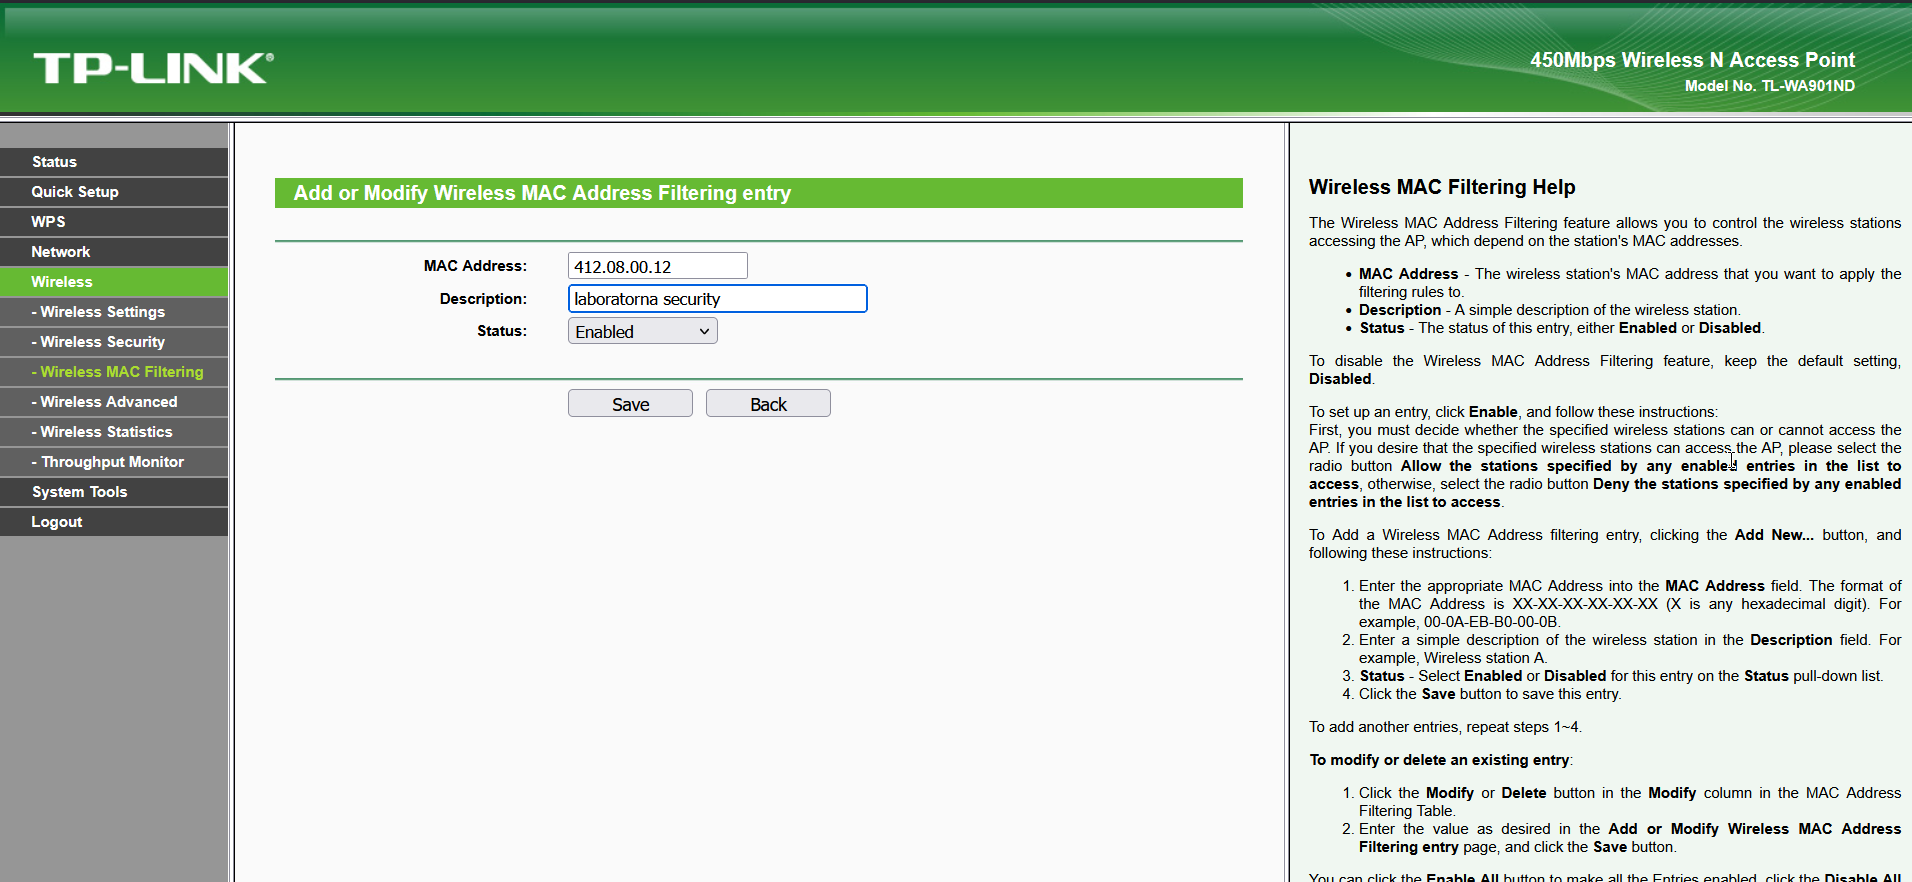 TP-LINK®
450Mbps Wireless N Access Point
Model No. TL-WA901ND
Status
Quick Setup
WPS
Network
Wireless
- Wireless Settings
- Wireless Security
- Wireless MAC Filtering
- Wireless Advanced
- Wireless Statistics
- Throughput Monitor
System Tools
Logout
Add or Modify Wireless MAC Address Filtering entry
MAC Address: 412.08.00.12
Description: laboratorna security
Status: Enabled
Save Back
Wireless MAC Filtering Help
The Wireless MAC Address Filtering feature allows you to control the wireless stations
accessing the AP, which depend on the station's MAC addresses.
• MAC Address - The wireless station's MAC address that you want to apply the
filtering rules to.
• Description - A simple description of the wireless station.
• Status - The status of this entry, either Enabled or Disabled.
To disable the Wireless MAC Address Filtering feature, keep the default setting,
Disabled.
To set up an entry, click Enable, and follow these instructions:
First, you must decide whether the specified wireless stations can or cannot access the
AP. If you desire that the specified wireless stations can access the AP, please select the
radio button Allow the stations specified by any enabled entries in the list to
access, otherwise, select the radio button Deny the stations specified by any enabled
entries in the list to access.
To Add a Wireless MAC Address filtering entry, clicking the Add New... button, and
following these instructions:
1. Enter the appropriate MAC Address into the MAC Address field. The format of
the MAC Address is XX-XX-XX-XX-XX-XX (X is any hexadecimal digit). For
example, 00-0A-EB-B0-00-0B.
2. Enter a simple description of the wireless station in the Description field. For
example, Wireless station A.
3. Status - Select Enabled or Disabled for this entry on the Status pull-down list.
4. Click the Save button to save this entry.
To add another entries, repeat steps 1~4.
To modify or delete an existing entry:
1. Click the Modify or Delete button in the Modify column in the MAC Address
Filtering Table.
2. Enter the value as desired in the Add or Modify Wireless MAC Address
Filtering entry page, and click the Save button.
You can click the Enable All button to make all the Entries enabled, click the Disable All